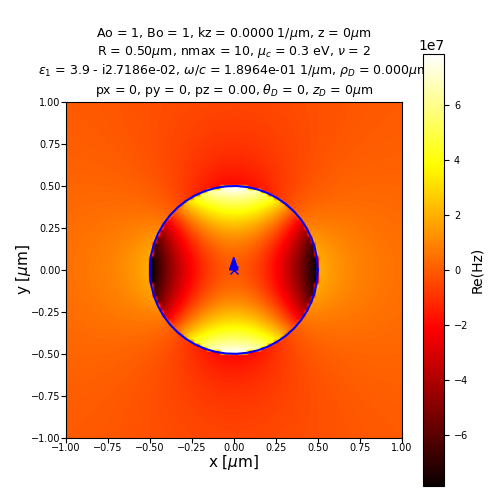 Ao = 1, Bo = 1, kz = 0.0000 1/μm, z = 0μm
R = 0.50μm, nmax = 10, μc = 0.3 eV, ν = 2
ε1 = 3.9 - i2.7186e-02, ω/c = 1.8964e-01 1/μm, ρD = 0.000μm
px = 0, py = 0, pz = 0.00, θD = 0, zD = 0μm
1e7
1.00
0.75
0.50
0.25
0.00
−0.25
−0.50
−0.75
−1.00
y [μm]
−1.00 −0.75 −0.50 −0.25 0.00 0.25 0.50 0.75 1.00
x [μm]
6
4
2
0
−2
−4
−6
Re(Hz)